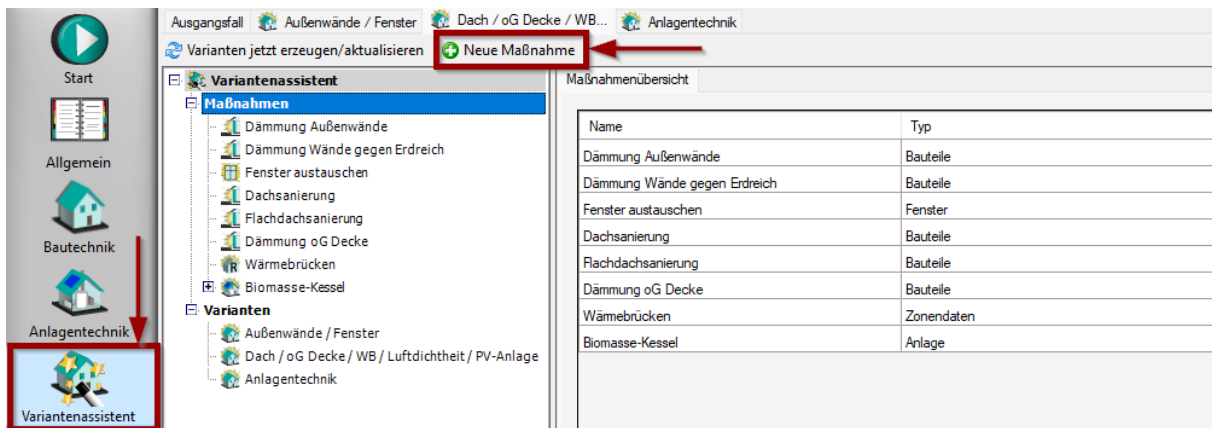 Ausgangsfall Außenwände / Fenster Dach / oG Decke / WB... Anlagentechnik
Varianten jetzt erzeugen/aktualisieren Neue Maßnahme
Start
Allgemein
Bautechnik
Anlagentechnik
Variantenassistent
Variantenassistent
Maßnahmen
Dämmung Außenwände
Dämmung Wände gegen Erdreich
Fenster austauschen
Dachsanierung
Flachdachsanierung
Dämmung oG Decke
Wärmebrücken
Biomasse-Kessel
Varianten
Außenwände / Fenster
Dach / oG Decke / WB / Luftdichtheit / PV-Anlage
Anlagentechnik
Maßnahmenübersicht
Name Typ
Dämmung Außenwände Bauteile
Dämmung Wände gegen Erdreich Bauteile
Fenster austauschen Fenster
Dachsanierung Bauteile
Flachdachsanierung Bauteile
Dämmung oG Decke Bauteile
Wärmebrücken Zonendaten
Biomasse-Kessel Anlage